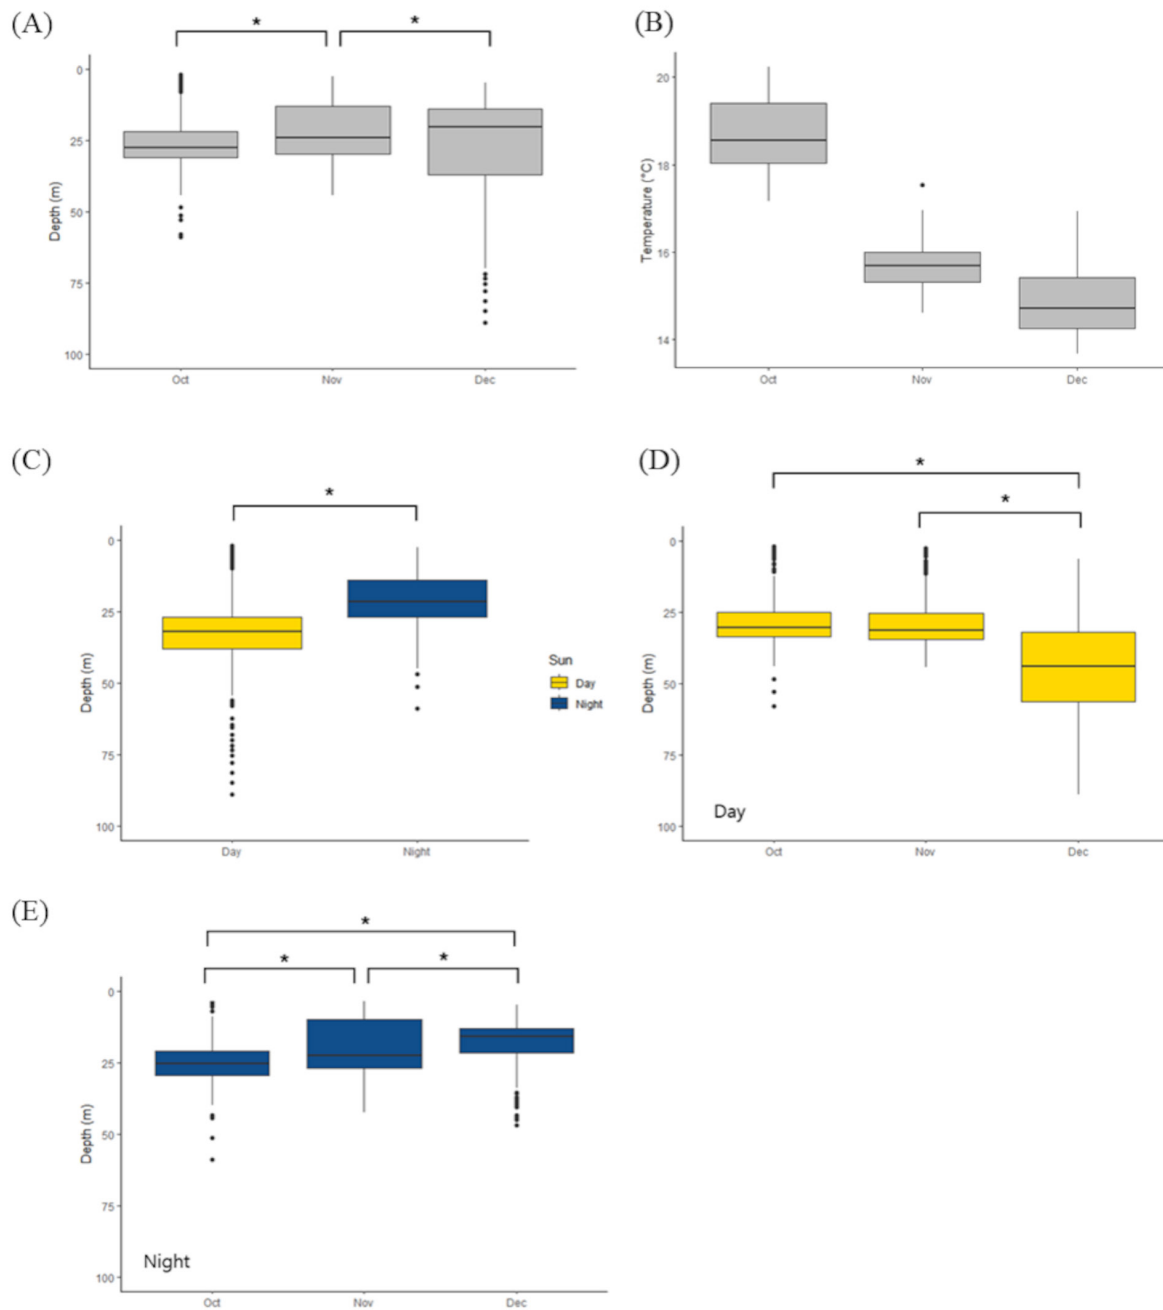 (A)
*
*
0
25
50
75
100
Depth (m)
Oct Nov Dec
(B)
20
18
16
14
Temperature (°C)
Oct Nov Dec
(C)
*
0
25
50
75
100
Depth (m)
Day Night
Sun
Day
Night
(D)
*
*
0
25
50
75
100
Depth (m)
Day
Oct Nov Dec
(E)
*
*
*
0
25
50
75
100
Depth (m)
Night
Oct Nov Dec